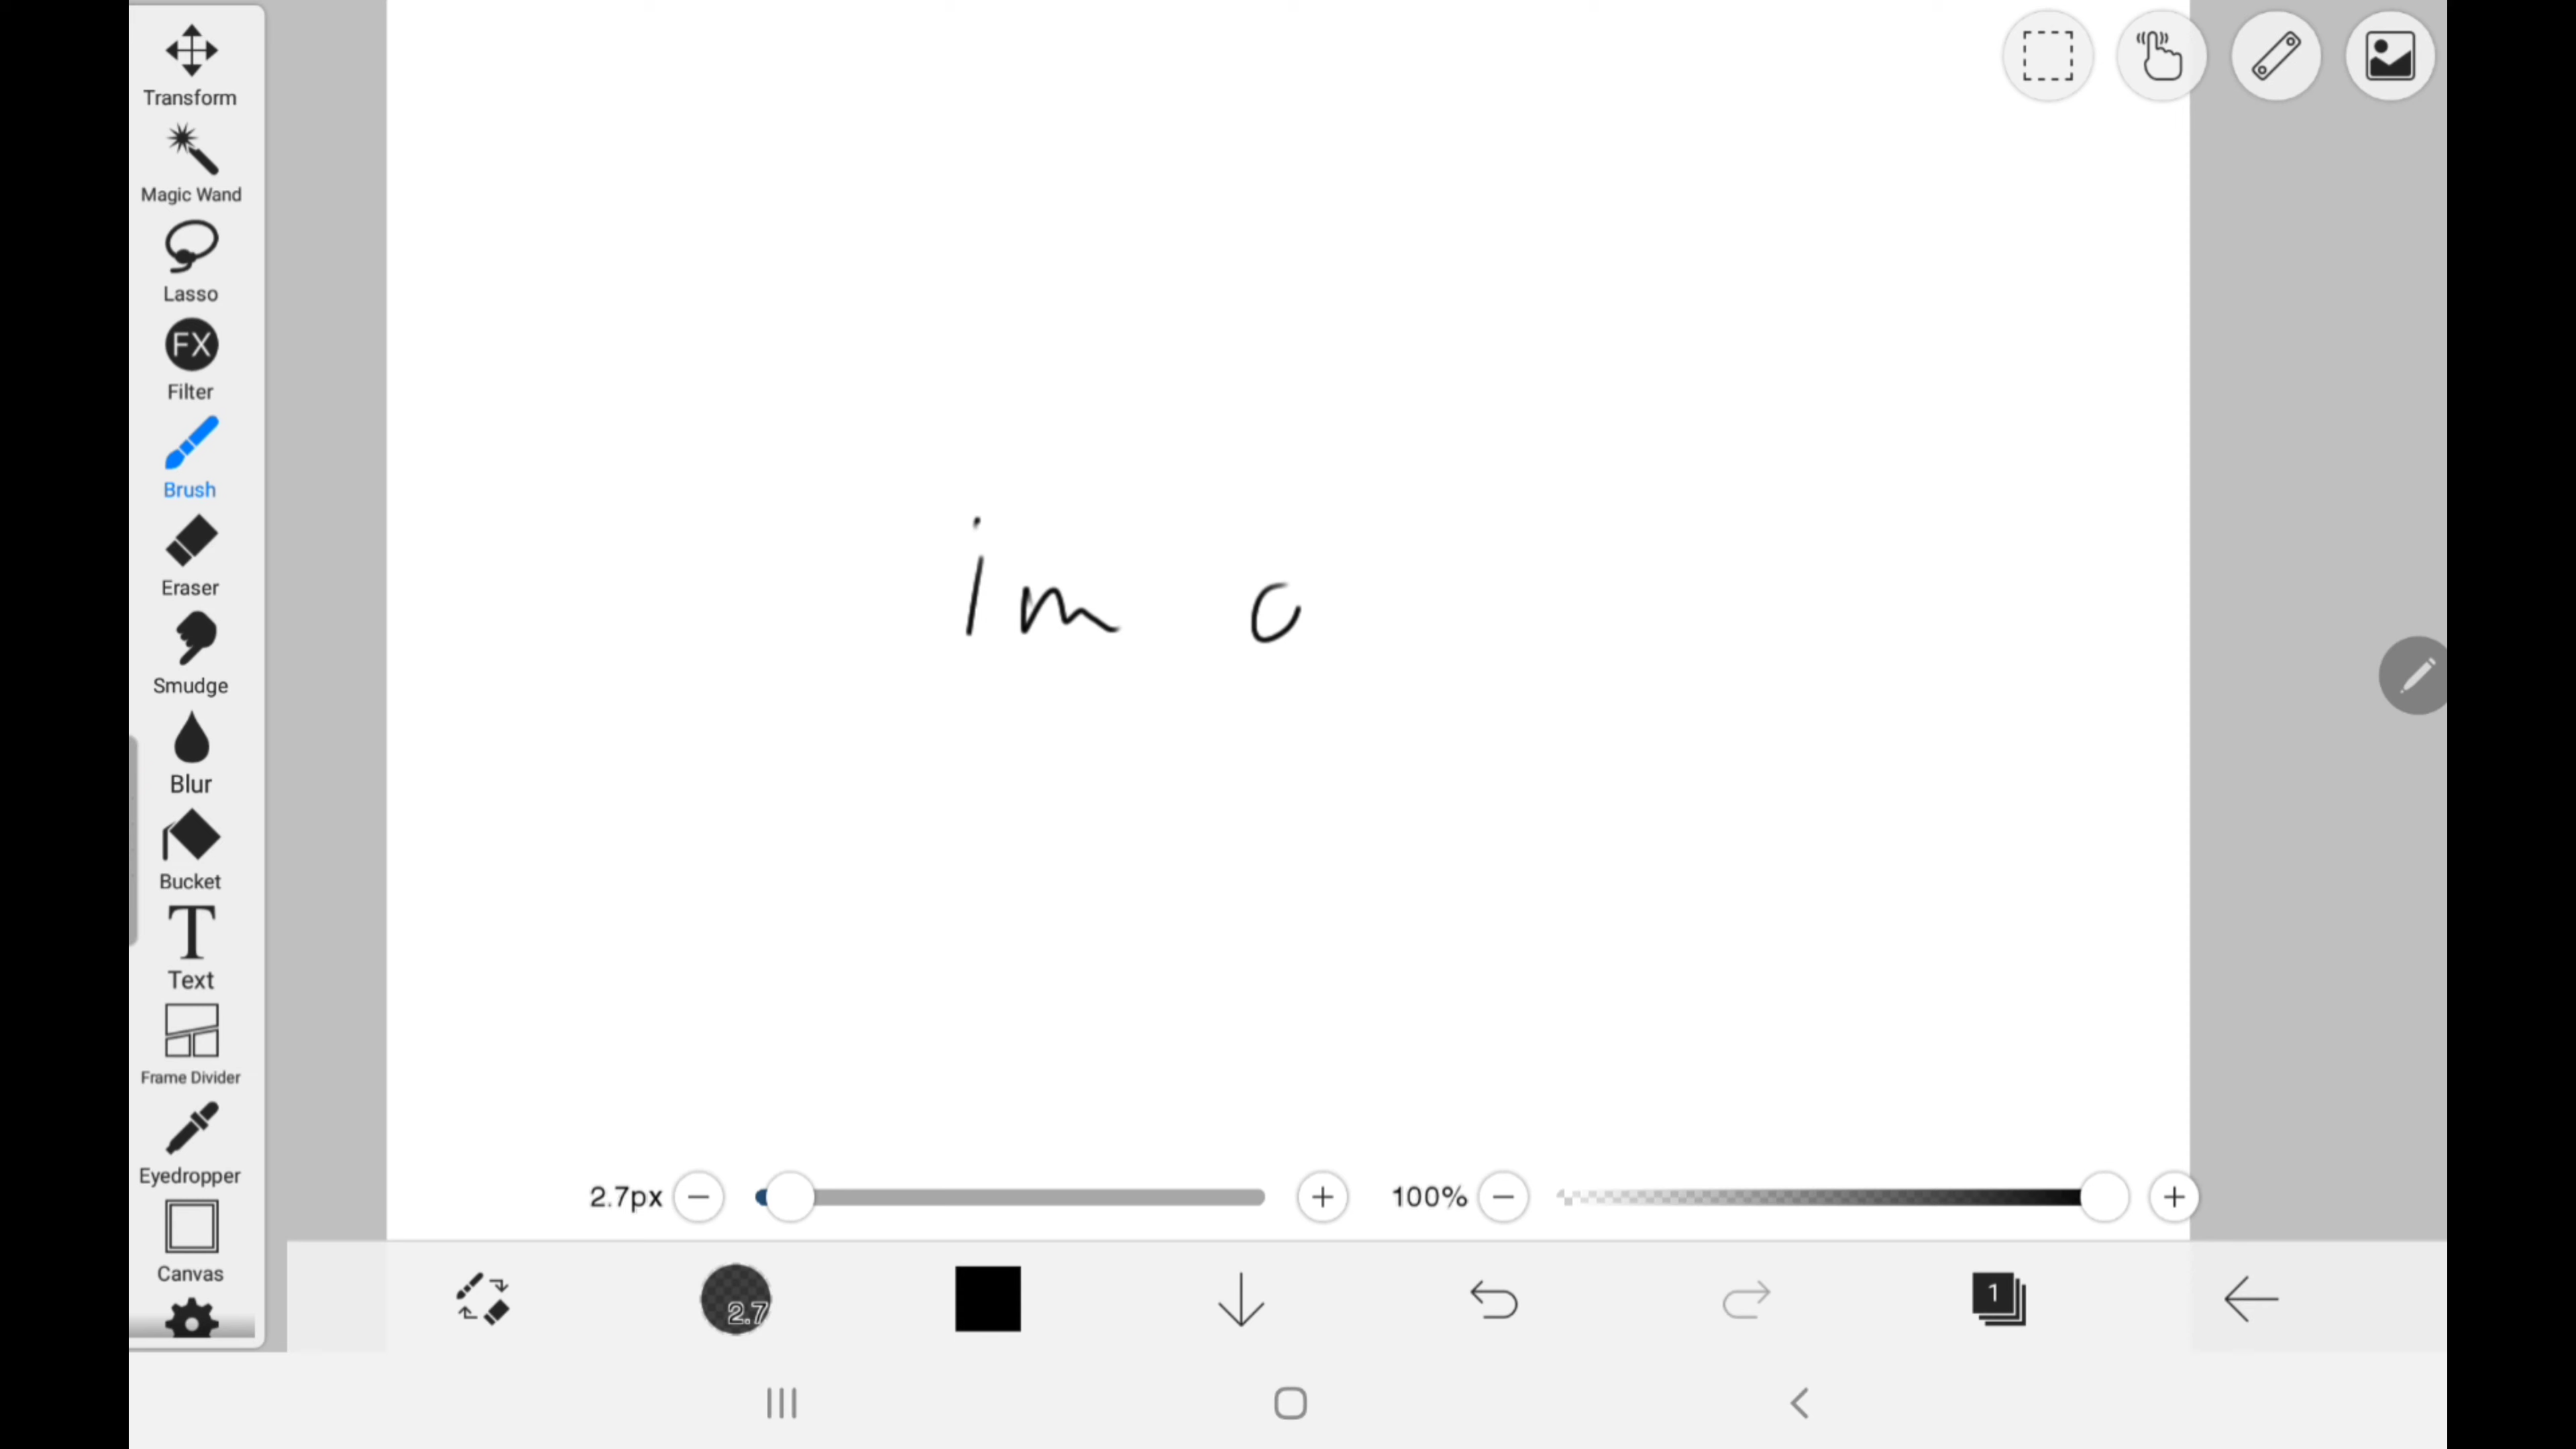 Transform
Magic Wand
Lasso
FX
Filter
Brush
Eraser
Smudge
Blur
Bucket
T
Text
Frame Divider
Eyedropper
Canvas
im c
2.7px
100%
2.7
1